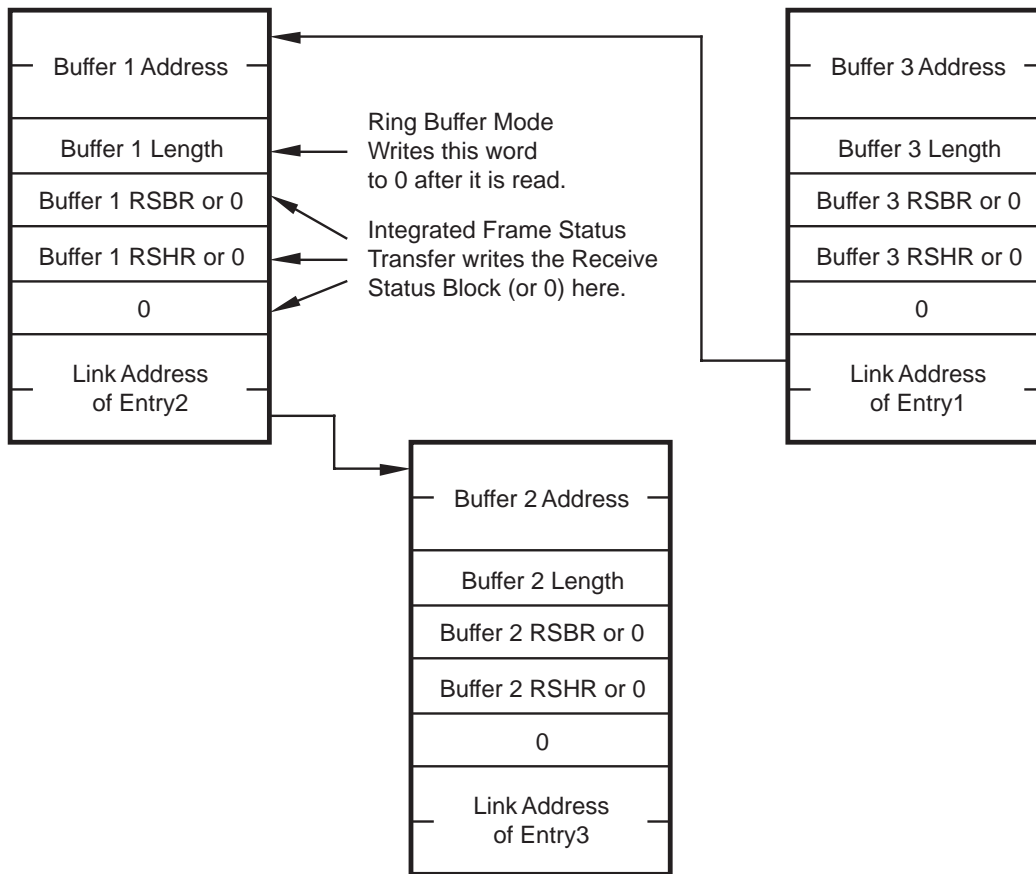 Buffer 1 Address
Buffer 1 Length
Buffer 1 RSBR or 0
Buffer 1 RSHR or 0
0
Link Address
of Entry2
Ring Buffer Mode
Writes this word
to 0 after it is read.
Integrated Frame Status
Transfer writes the Receive
Status Block (or 0) here.
Buffer 3 Address
Buffer 3 Length
Buffer 3 RSBR or 0
Buffer 3 RSHR or 0
0
Link Address
of Entry1
Buffer 2 Address
Buffer 2 Length
Buffer 2 RSBR or 0
Buffer 2 RSHR or 0
0
Link Address
of Entry3